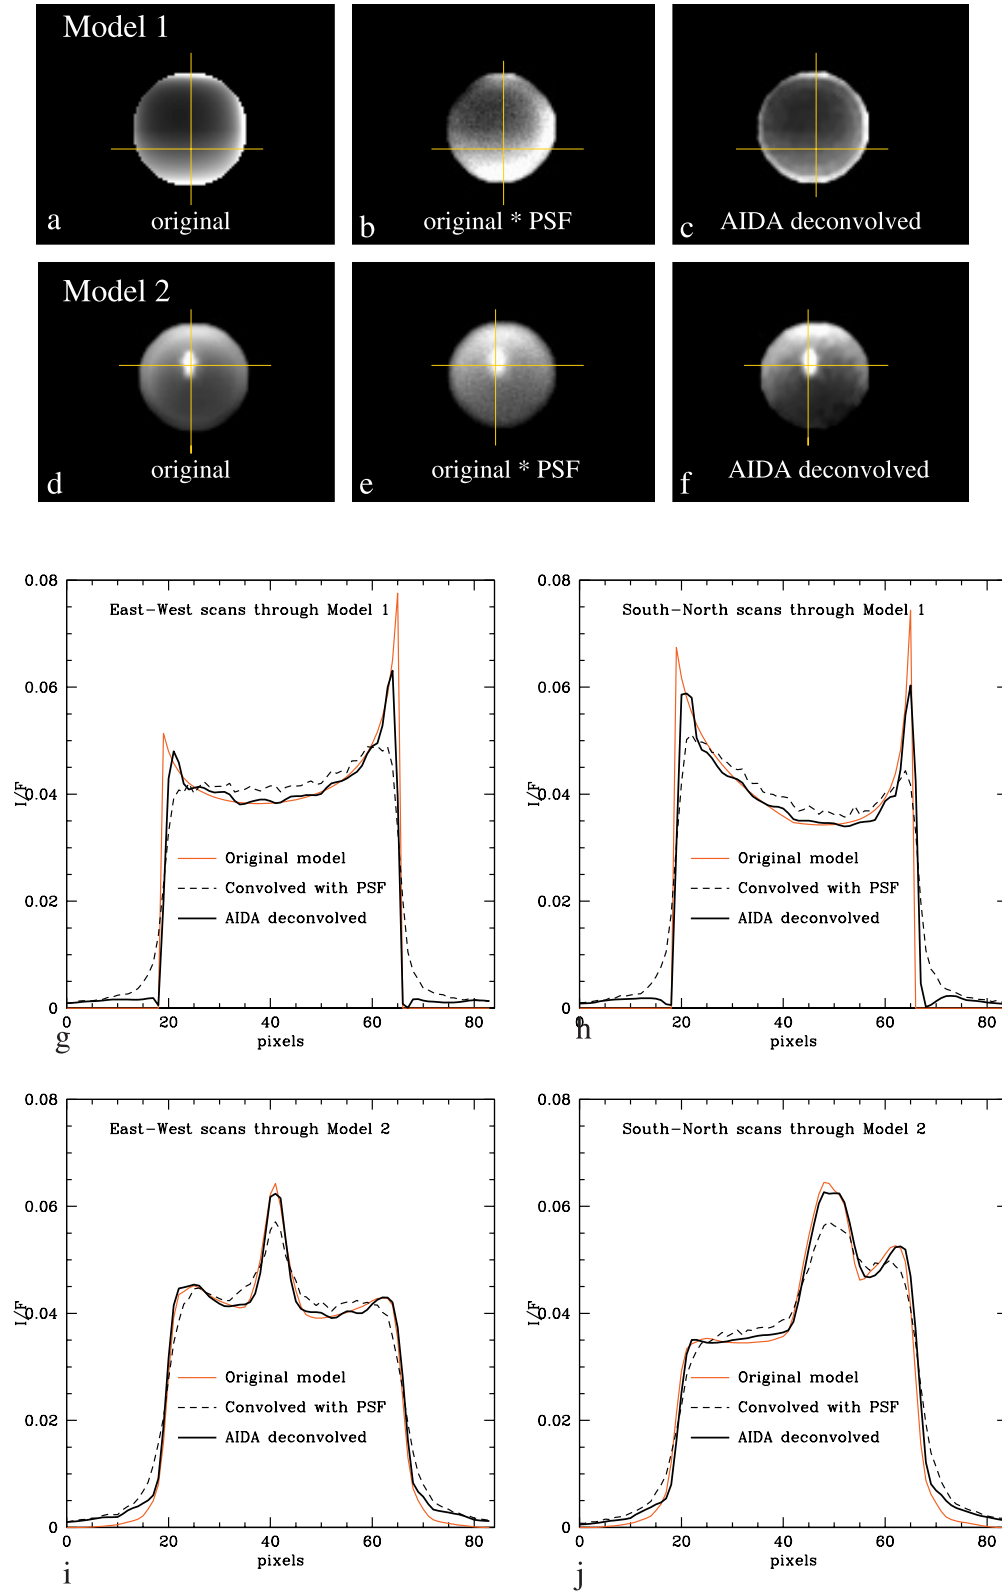 Model 1
a
original
b
original * PSF
c
AIDA deconvolved
Model 2
d
original
e
original * PSF
f
AIDA deconvolved
0.08
0.06
0.04
0.02
0
I/F
East-West scans through Model 1
Original model
Convolved with PSF
AIDA deconvolved
0 20 40 60 80
pixels
g
0.08
0.06
0.04
0.02
0
I/F
South-North scans through Model 1
Original model
Convolved with PSF
AIDA deconvolved
0 20 40 60 80
pixels
h
0.08
0.06
0.04
0.02
0
I/F
East-West scans through Model 2
Original model
Convolved with PSF
AIDA deconvolved
0 20 40 60 80
pixels
i
0.08
0.06
0.04
0.02
0
I/F
South-North scans through Model 2
Original model
Convolved with PSF
AIDA deconvolved
0 20 40 60 80
pixels
j